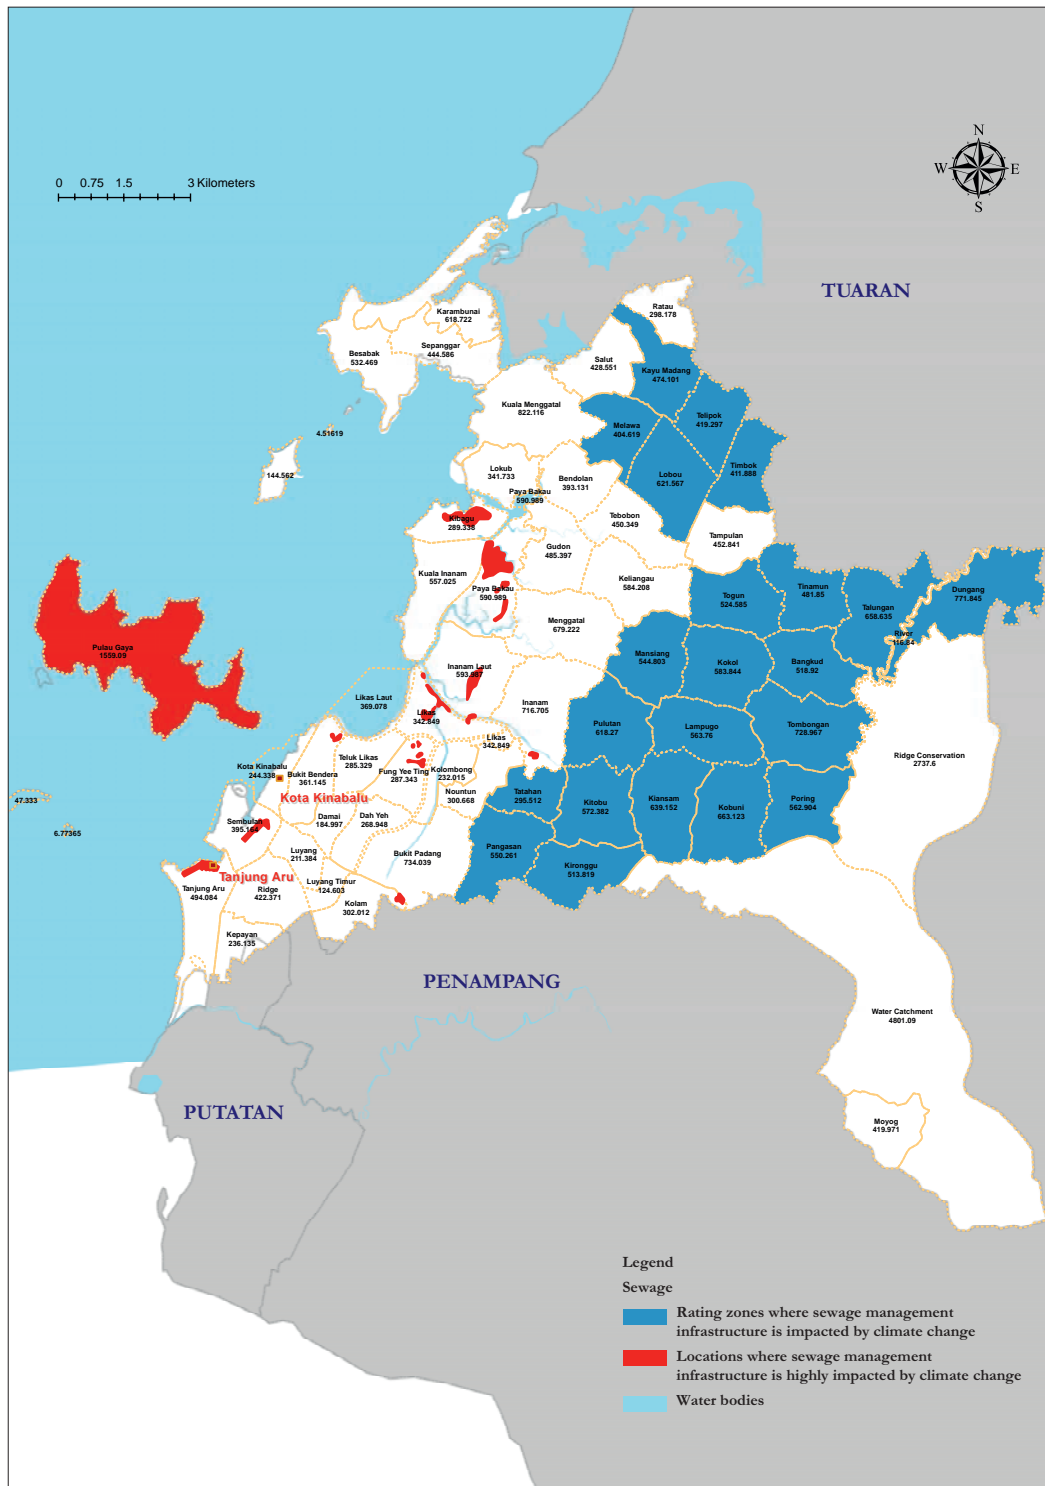 N
W E
S
0 0.75 1.5 3 Kilometers
TUARAN
Ratau
298.178
Karambunai
618.722
Sepanggar
444.586
Besabak
532.469
Salut
428.551
Kayu Madang
474.101
Kuala Menggatal
822.116
Telipok
419.297
Melawa
404.619
4.51619
144.562
Lokub
341.733
Bendolan
393.131
Lobou
621.567
Timbok
411.888
Paya Bakau
590.989
Kibagu
289.338
Tebobon
450.349
Tampulan
452.841
Gudon
485.397
Kuala Inanam
557.025
Keliangau
584.208
Paya Bakau
590.989
Togun
524.585
Tinamun
481.85
Dungang
771.845
Talungan
658.635
Menggatal
679.222
River
116.84
Pulau Gaya
1559.09
Mansiang
544.803
Kokol
583.844
Bangkud
518.92
Inanam Laut
593.987
Likas Laut
369.078
Inanam
716.705
Likas
342.849
Pulutan
618.27
Lampugo
563.76
Tombongan
728.967
Likas
342.849
Ridge Conservation
2737.6
Teluk Likas
285.329
Kota Kinabalu
244.338
Bukit Bendera
361.145
Fung Yee Ting
287.343
Kolombong
232.015
Nountun
300.668
Kota Kinabalu
47.333
Tatahan
295.512
Kitobu
572.382
Kiansam
639.152
Kobuni
663.123
Poring
562.904
Damai
184.997
Dah Yeh
268.948
Sembulan
395.164
6.77365
Luyang
211.384
Bukit Padang
734.039
Pangasan
550.261
Kironggu
513.819
Tanjung Aru
Tanjung Aru
494.084
Ridge
422.371
Luyang Timur
124.603
Kolam
302.012
Kepayan
236.135
PENAMPANG
Water Catchment
4801.09
PUTATAN
Moyog
419.971
Legend
Sewage
Rating zones where sewage management
infrastructure is impacted by climate change
Locations where sewage management
infrastructure is highly impacted by climate change
Water bodies